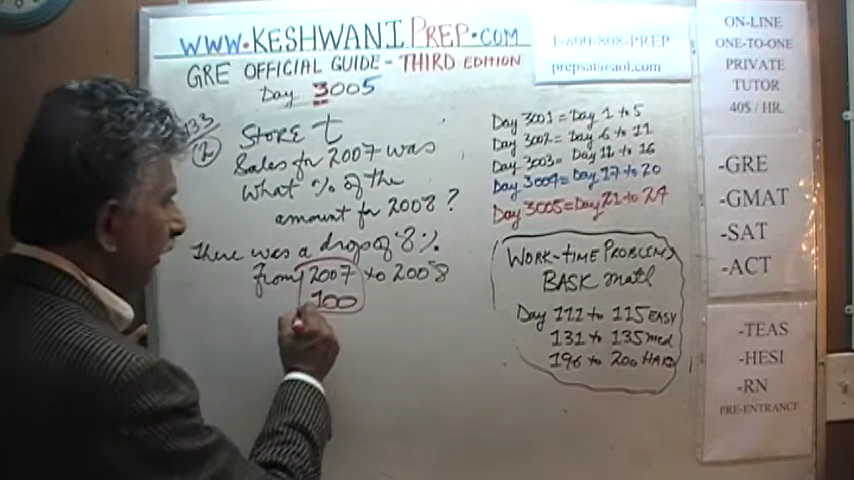 WWW.KESHWANIPREP.COM
GRE OFFICIAL GUIDE - THIRD EDITION
Day 3005
1-800-808-PREP
prepsat@aol.com
133
2
STORE t
Sales for 2007 was
what % of the
amount for 2008?
There was a drop of 8%
from 2007 to 2008
100
Day 3001 = Day 1 to 5
Day 3002 = Day 6 to 11
Day 3003 = Day 12 to 16
Day 3004 = Day 17 to 20
Day 3005 = Day 21 to 24
WORK-TIME PROBLEMS
BASK math
Day 112 to 115 EASY
131 to 135 med
196 to 200 HARD
ON-LINE
ONE-TO-ONE
PRIVATE
TUTOR
40$ / HR.
-GRE
-GMAT
-SAT
-ACT
-TEAS
-HESI
-RN
PRE-ENTRANCE